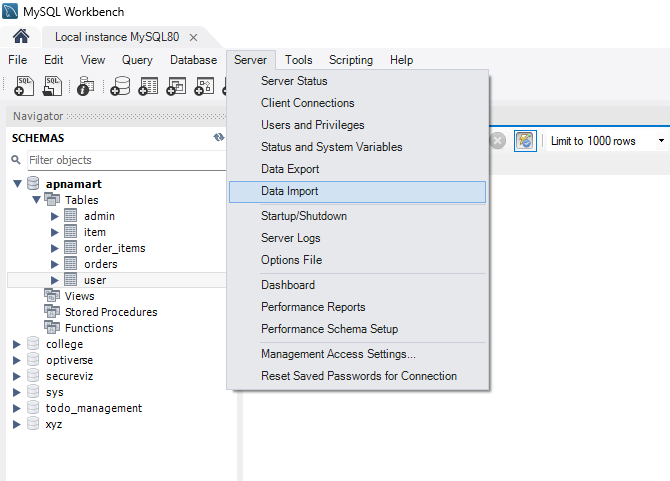 MySQL Workbench
Local instance MySQL80
File Edit View Query Database Server Tools Scripting Help
SQL SQL
Server Status
Client Connections
Users and Privileges
Status and System Variables
Data Export
Data Import
Startup/Shutdown
Server Logs
Options File
Dashboard
Performance Reports
Performance Schema Setup
Management Access Settings...
Reset Saved Passwords for Connection
Limit to 1000 rows
Navigator
SCHEMAS
Filter objects
apnamart
Tables
admin
item
order_items
orders
user
Views
Stored Procedures
Functions
college
optiverse
secureviz
sys
todo_management
xyz